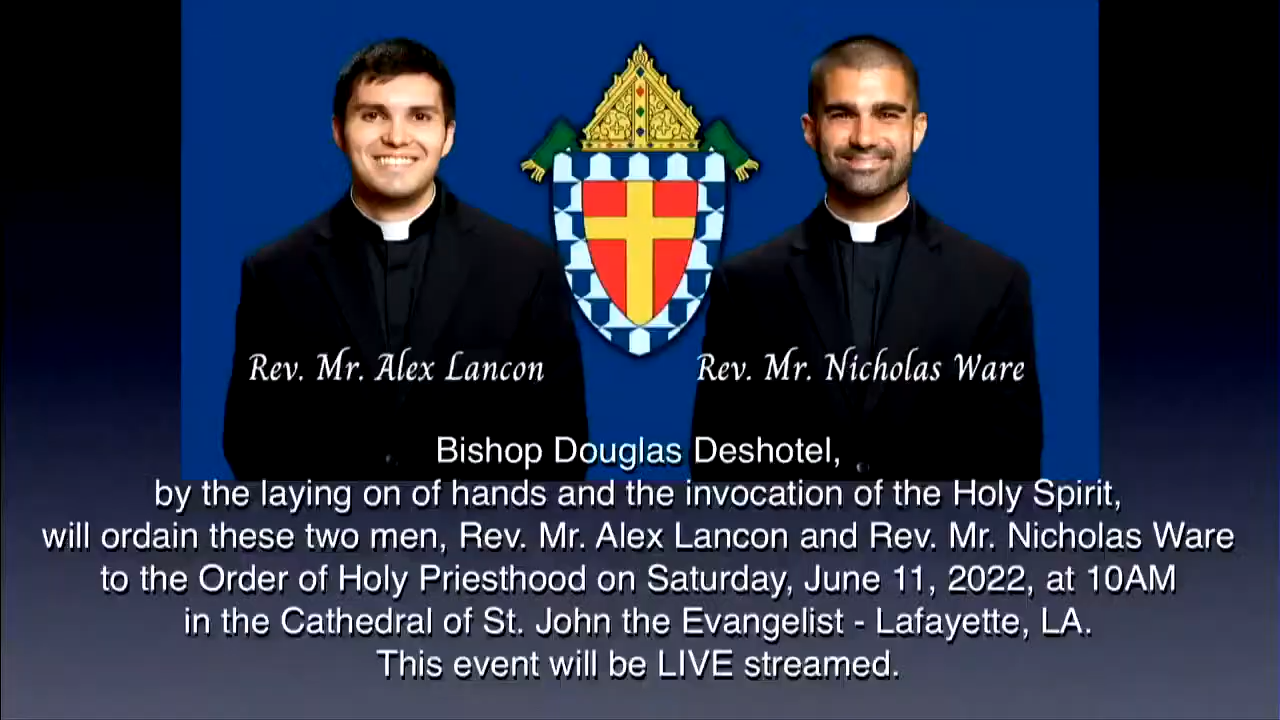 Rev. Mr. Alex Lancon
Rev. Mr. Nicholas Ware
Bishop Douglas Deshotel,
by the laying on of hands and the invocation of the Holy Spirit,
will ordain these two men, Rev. Mr. Alex Lancon and Rev. Mr. Nicholas Ware
to the Order of Holy Priesthood on Saturday, June 11, 2022, at 10AM
in the Cathedral of St. John the Evangelist - Lafayette, LA.
This event will be LIVE streamed.